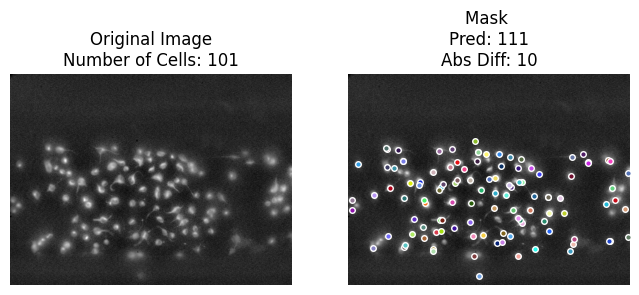 Original Image
Number of Cells: 101
Mask
Pred: 111
Abs Diff: 10